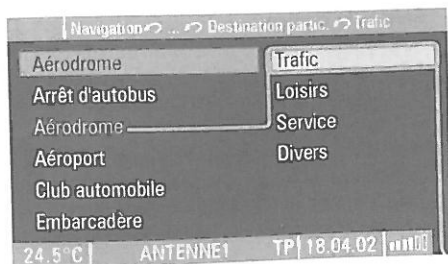 Navigation ... Destination partic. Trafic
Aérodrome
Arrêt d'autobus
Aérodrome
Aéroport
Club automobile
Embarcadère
Trafic
Loisirs
Service
Divers
24.5°C ANTENNE1 TP 18.04.02